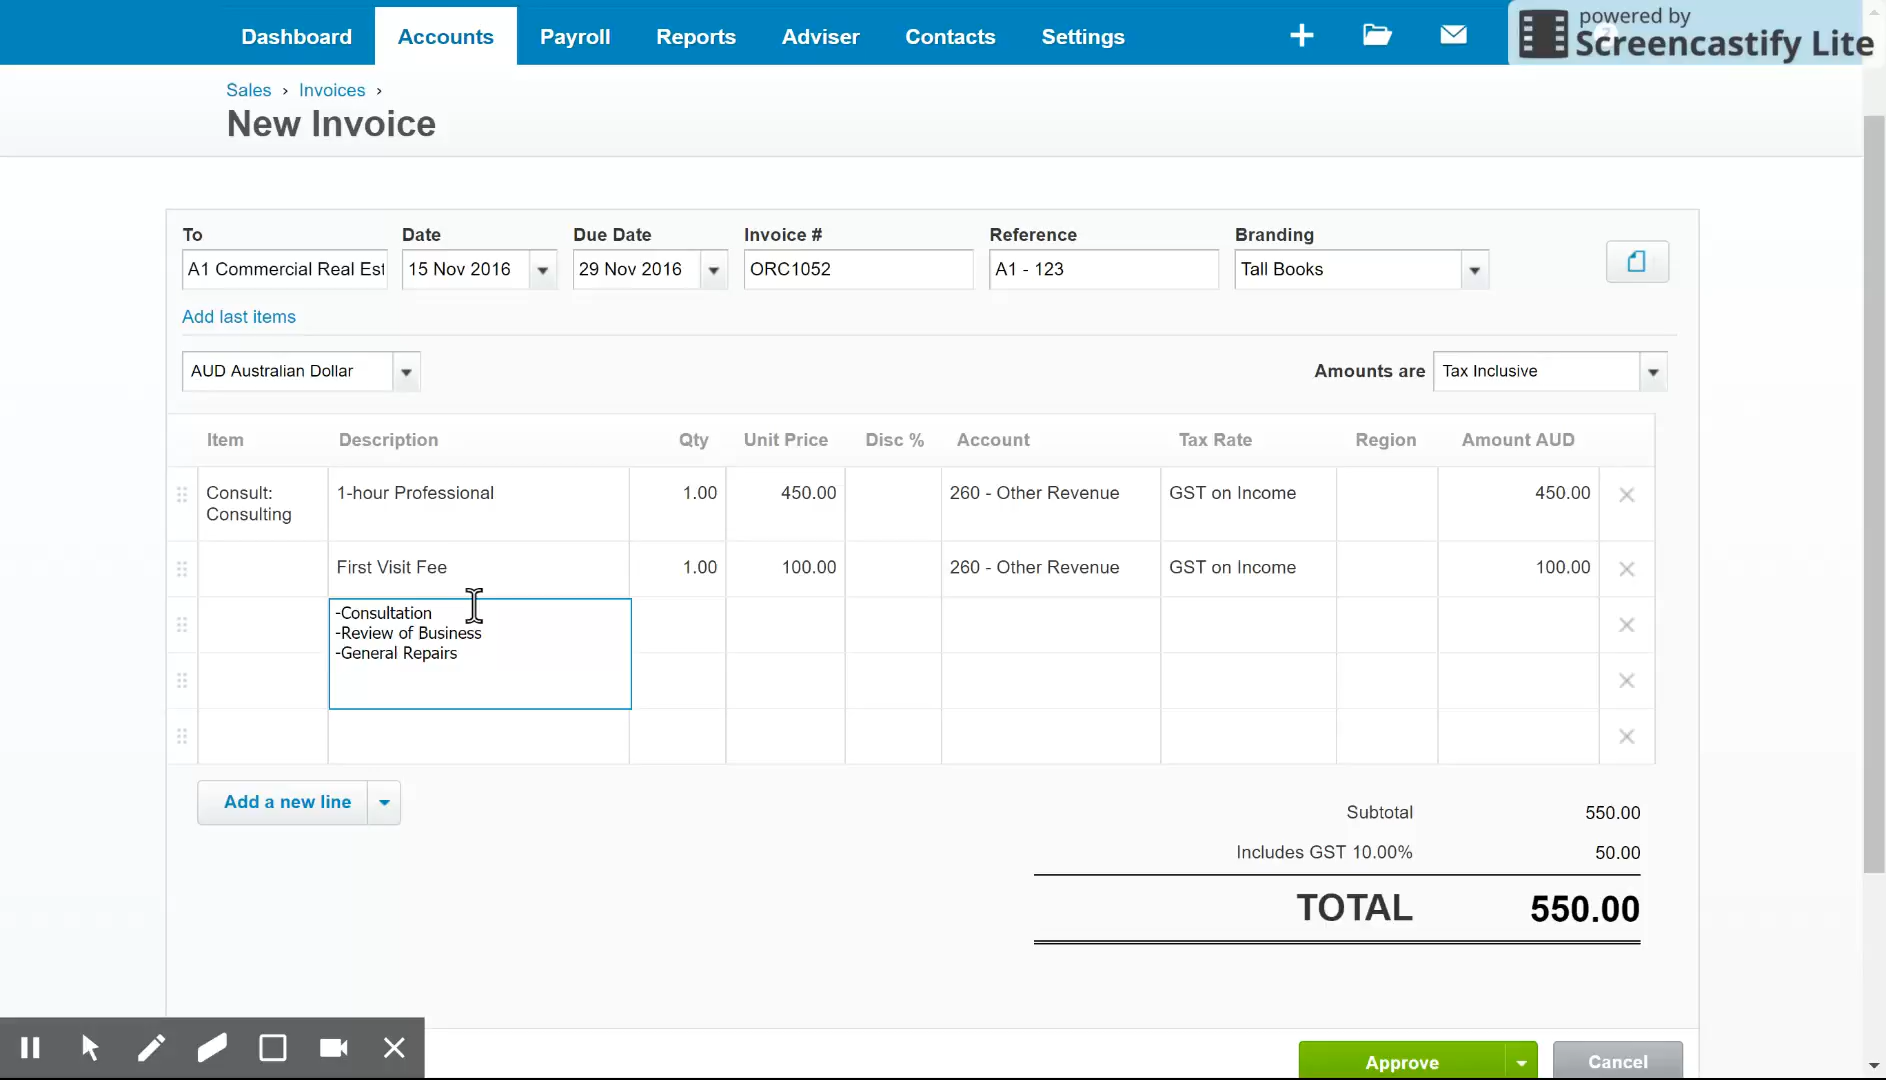 Dashboard Accounts Payroll Reports Adviser Contacts Settings
powered by
Screencastify Lite
Sales › Invoices ›
New Invoice
To Date Due Date Invoice # Reference Branding
A1 Commercial Real Est 15 Nov 2016 29 Nov 2016 ORC1052 A1 - 123 Tall Books
Add last items
AUD Australian Dollar Amounts are Tax Inclusive
Item Description Qty Unit Price Disc % Account Tax Rate Region Amount AUD
Consult: 1-hour Professional 1.00 450.00 260 - Other Revenue GST on Income 450.00
Consulting
First Visit Fee 1.00 100.00 260 - Other Revenue GST on Income 100.00
-Consultation
-Review of Business
-General Repairs
Add a new line
Subtotal 550.00
Includes GST 10.00% 50.00
TOTAL 550.00
Approve Cancel